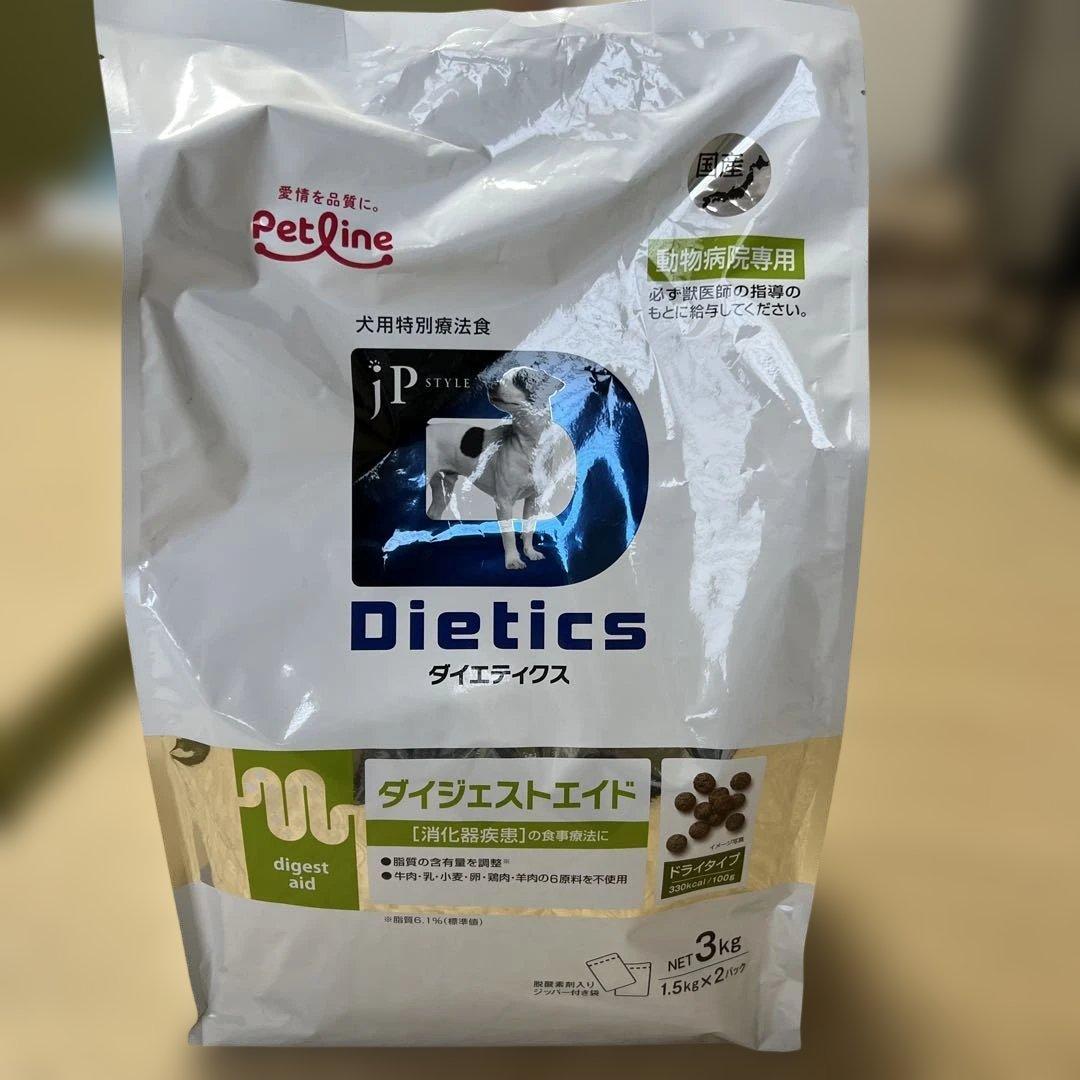 国産
愛情を品質に。
Petline
動物病院専用
必ず獣医師の指導の
もとに給与してください。
犬用特別療法食
jP STYLE
Dietics
ダイエティクス
ダイジェストエイド
[消化器疾患]の食事療法に
●脂質の含有量を調整※
●牛肉・乳・小麦・卵・鶏肉・羊肉の6原料を不使用
digest
aid
イメージ写真
ドライタイプ
330kcal/100g
※脂質6.1%(標準値)
NET 3kg
1.5kg×2パック
脱酸素剤入り
ジッパー付き袋